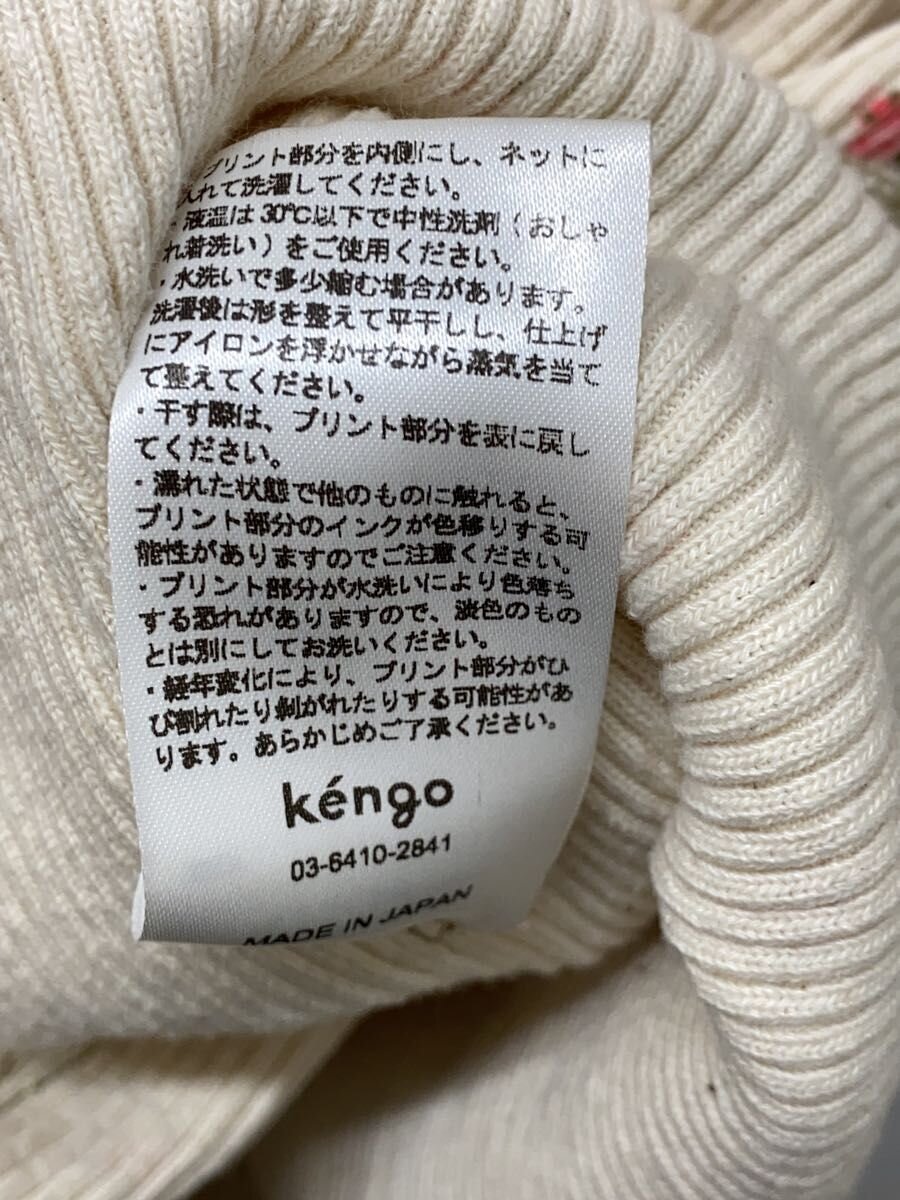 プリント部分を内側にし、ネットに
入れて洗濯してください。
・液温は30℃以下で中性洗剤（おしゃ
れ着洗い）をご使用ください。
・水洗いで多少縮む場合があります。
洗濯後は形を整えて平干しし、仕上げ
にアイロンを浮かせながら蒸気を当て
て整えてください。
・干す際は、プリント部分を表に戻し
てください。
・濡れた状態で他のものに触れると、
プリント部分のインクが色移りする可
能性がありますのでご注意ください。
・プリント部分が水洗いにより色落ち
する恐れがありますので、淡色のもの
とは別にしてお洗いください。
・経年変化により、プリント部分がひ
び割れたり剝がれたりする可能性があ
ります。あらかじめご了承ください。
kéngo
03-6410-2841
MADE IN JAPAN